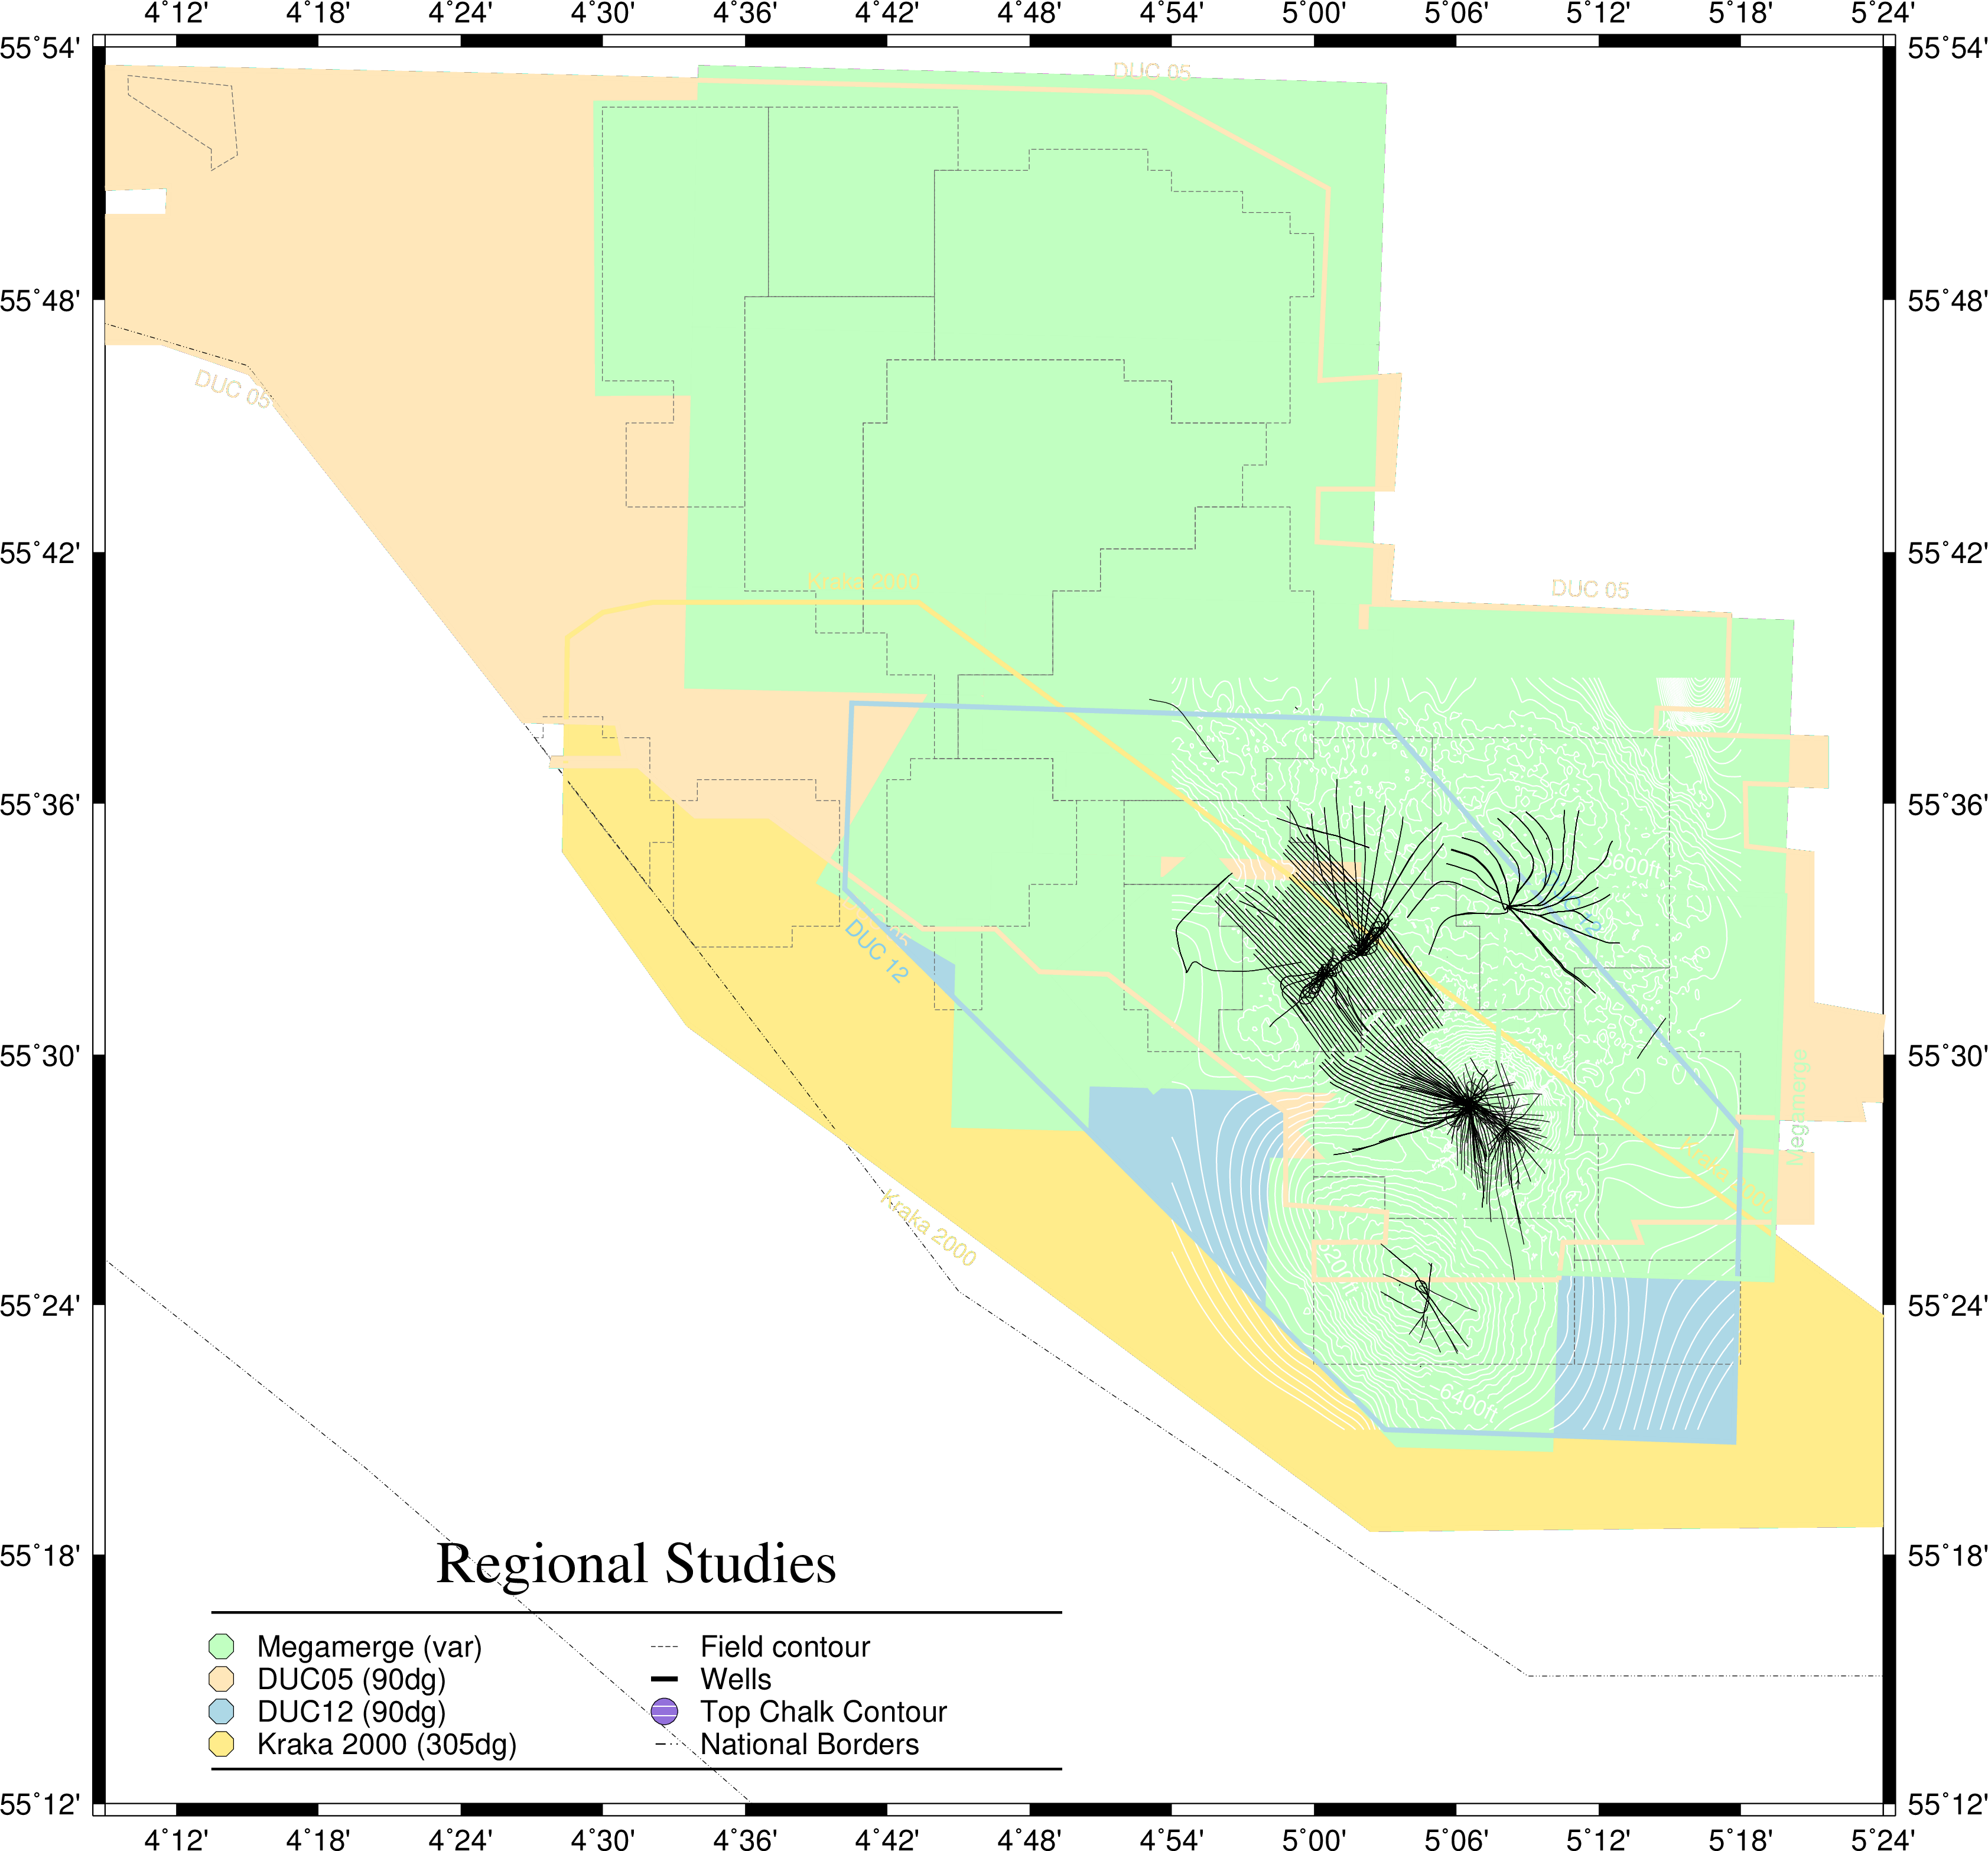 4°12' 4°18' 4°24' 4°30' 4°36' 4°42' 4°48' 4°54' 5°00' 5°06' 5°12' 5°18' 5°24'
55°54' 55°54'
DUC 05
55°48' 55°48'
DUC 05
55°42' 55°42'
Kraka 2000
DUC 05
55°36' 55°36'
6600ft
DUC 12
12
05
55°30' 55°30'
Megamerge
Kraka 2000
Kraka 2000
55°24' 55°24'
6400ft
55°18' 55°18'
Regional Studies
Megamerge (var) Field contour
DUC05 (90dg) Wells
DUC12 (90dg) Top Chalk Contour
Kraka 2000 (305dg) National Borders
55°12' 55°12'
4°12' 4°18' 4°24' 4°30' 4°36' 4°42' 4°48' 4°54' 5°00' 5°06' 5°12' 5°18' 5°24'